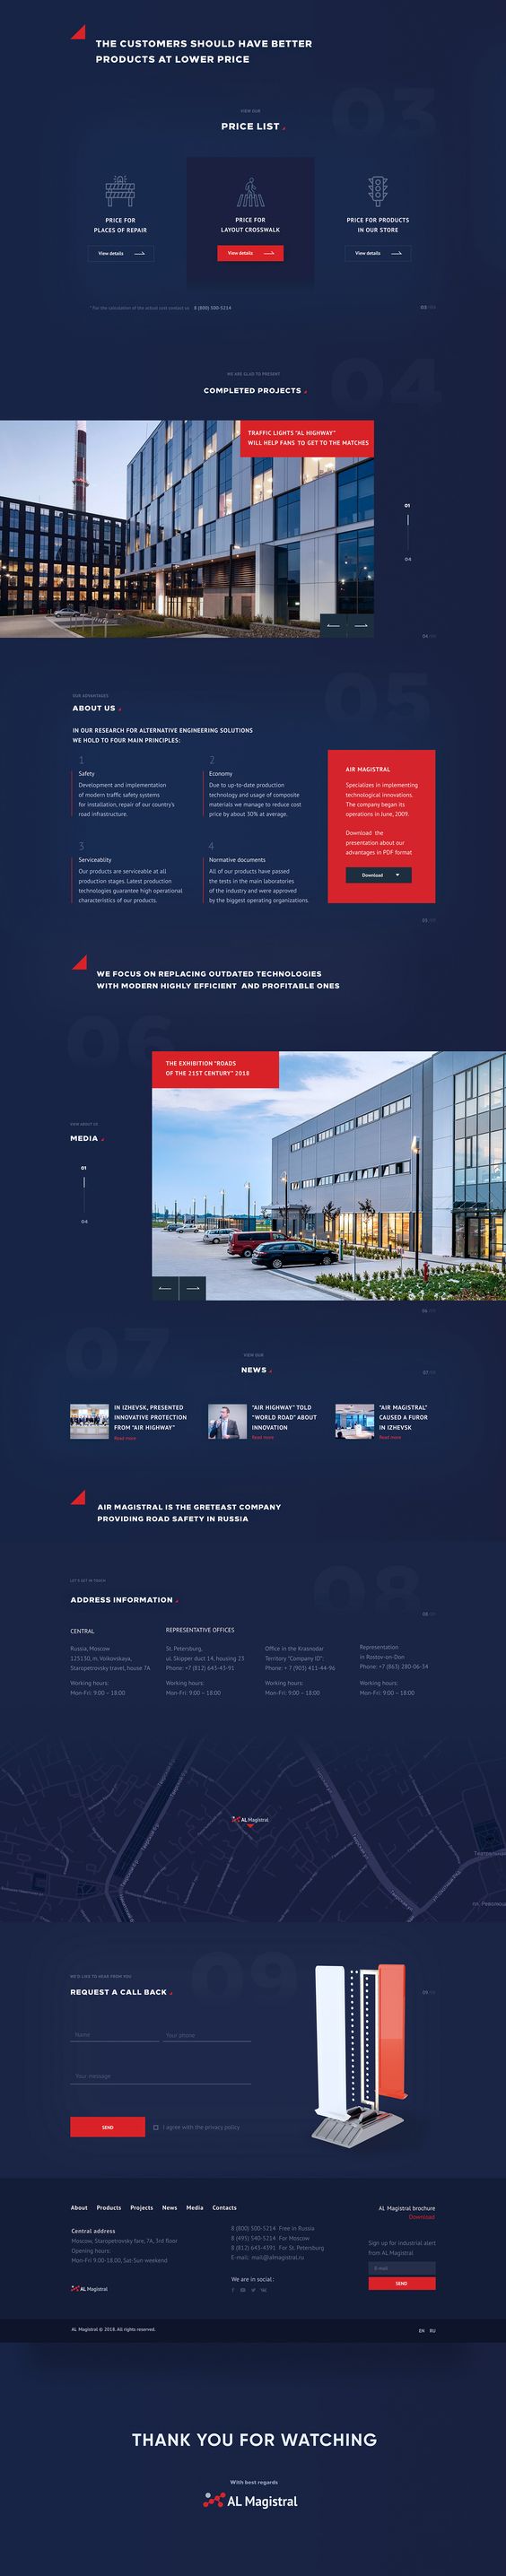 THE CUSTOMERS SHOULD HAVE BETTER
PRODUCTS AT LOWER PRICE
03
VIEW OUR
PRICE LIST
PRICE FOR
PLACES OF REPAIR
View details
PRICE FOR
LAYOUT CROSSWALK
View details
PRICE FOR PRODUCTS
IN OUR STORE
View details
* For the calculation of the actual cost contact us 8 (800) 500-5214
03
04
WE ARE GLAD TO PRESENT
COMPLETED PROJECTS
TRAFFIC LIGHTS "AL HIGHWAY"
WILL HELP FANS TO GET TO THE MATCHES
01
04
04
05
OUR ADVANTAGES
ABOUT US
IN OUR RESEARCH FOR ALTERNATIVE ENGINEERING SOLUTIONS
WE HOLD TO FOUR MAIN PRINCIPLES:
1
Safety
Development and implementation
of modern traffic safety systems
for installation, repair of our country's
road infrastructure.
2
Economy
Due to up-to-date production
technology and usage of composite
materials we manage to reduce cost
price by about 30% at average.
3
Serviceablity
Our products are serviceable at all
production stages. Latest production
technologies guarantee high operational
characteristics of our products.
4
Normative documents
All of our products have passed
the tests in the main laboratories
of the industry and were approved
by the biggest operating organizations.
AIR MAGISTRAL
Specializes in implementing
technological innovations.
The company began its
operations in June, 2009.
Download the
presentation about our
advantages in PDF format
Download
05
WE FOCUS ON REPLACING OUTDATED TECHNOLOGIES
WITH MODERN HIGHLY EFFICIENT AND PROFITABLE ONES
06
THE EXHIBITION "ROADS
OF THE 21ST CENTURY" 2018
VIEW ABOUT US
MEDIA
01
04
06
07
VIEW OUR
NEWS
07
IN IZHEVSK, PRESENTED
INNOVATIVE PROTECTION
FROM "AIR HIGHWAY"
Read more
"AIR HIGHWAY" TOLD
"WORLD ROAD" ABOUT
INNOVATION
Read more
"AIR MAGISTRAL"
CAUSED A FUROR
IN IZHEVSK
Read more
AIR MAGISTRAL IS THE GRETEAST COMPANY
PROVIDING ROAD SAFETY IN RUSSIA
08
LET'S GET IN TOUCH
ADDRESS INFORMATION
08
CENTRAL
Russia, Moscow
125130, m. Volkovskaya,
Staropetrovsky travel, house 7A
Working hours:
Mon-Fri: 9:00 – 18:00
REPRESENTATIVE OFFICES
St. Petersburg,
ul. Skipper duct 14, housing 23
Phone: +7 (812) 643-43-91
Working hours:
Mon-Fri: 9:00 – 18:00
Office in the Krasnodar
Territory "Company ID":
Phone: + 7 (903) 411-44-96
Working hours:
Mon-Fri: 9:00 – 18:00
Representation
in Rostov-on-Don
Phone: +7 (863) 280-06-34
Working hours:
Mon-Fri: 9:00 – 18:00
AL Magistral
09
WE'D LIKE TO HEAR FROM YOU
REQUEST A CALL BACK
09
Name
Your phone
Your message
SEND
I agree with the privacy policy
About Products Projects News Media Contacts
Central address
Moscow, Staropetrovsky fare, 7A, 3rd floor
Opening hours:
Mon-Fri 9.00-18.00, Sat-Sun weekend
AL Magistral
8 (800) 500-5214 Free in Russia
8 (495) 540-5214 For Moscow
8 (812) 643-4391 For St. Petersburg
E-mail: mail@almagistral.ru
We are in social:
AL Magistral brochure
Download
Sign up for industrial alert
from AL Magistral
E-mail
SEND
AL Magistral © 2018. All rights reserved.
EN RU
THANK YOU FOR WATCHING
With best regards
AL Magistral